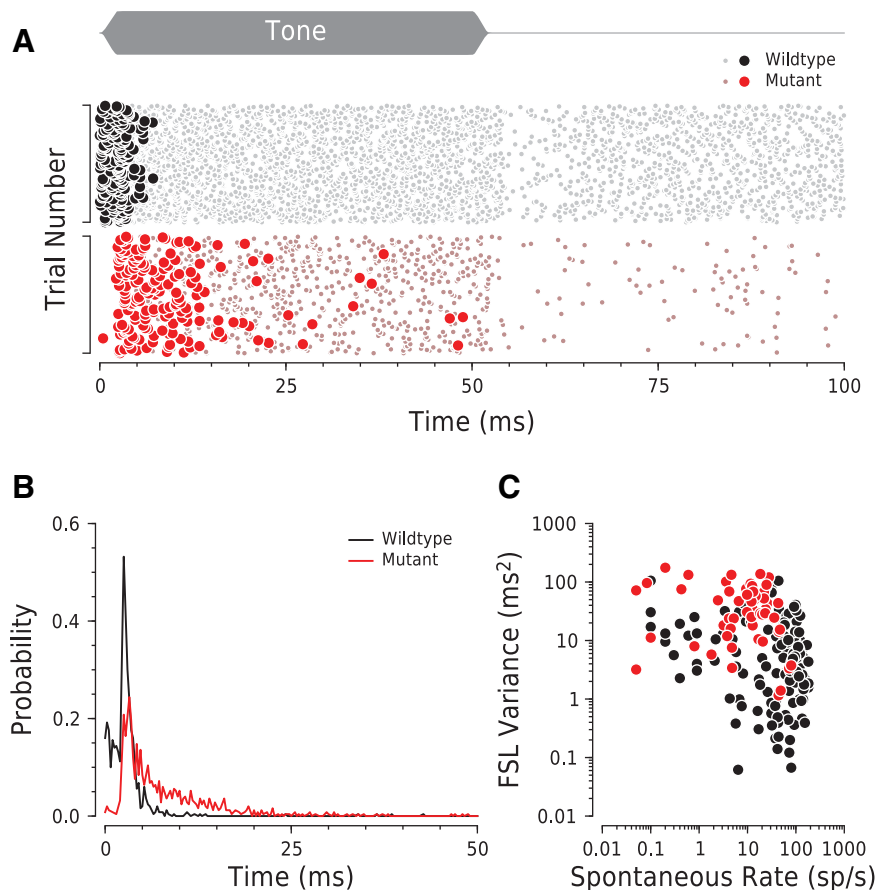 A
Tone
Wildtype
Mutant
Trial Number
0 25 50 75 100
Time (ms)
B
C
0.6
0.4
0.2
0.0
Probability
Wildtype
Mutant
0 25 50
Time (ms)
1000
100
10
1
0.1
0.01
FSL Variance (ms²)
0.01 0.1 1 10 100 1000
Spontaneous Rate (sp/s)